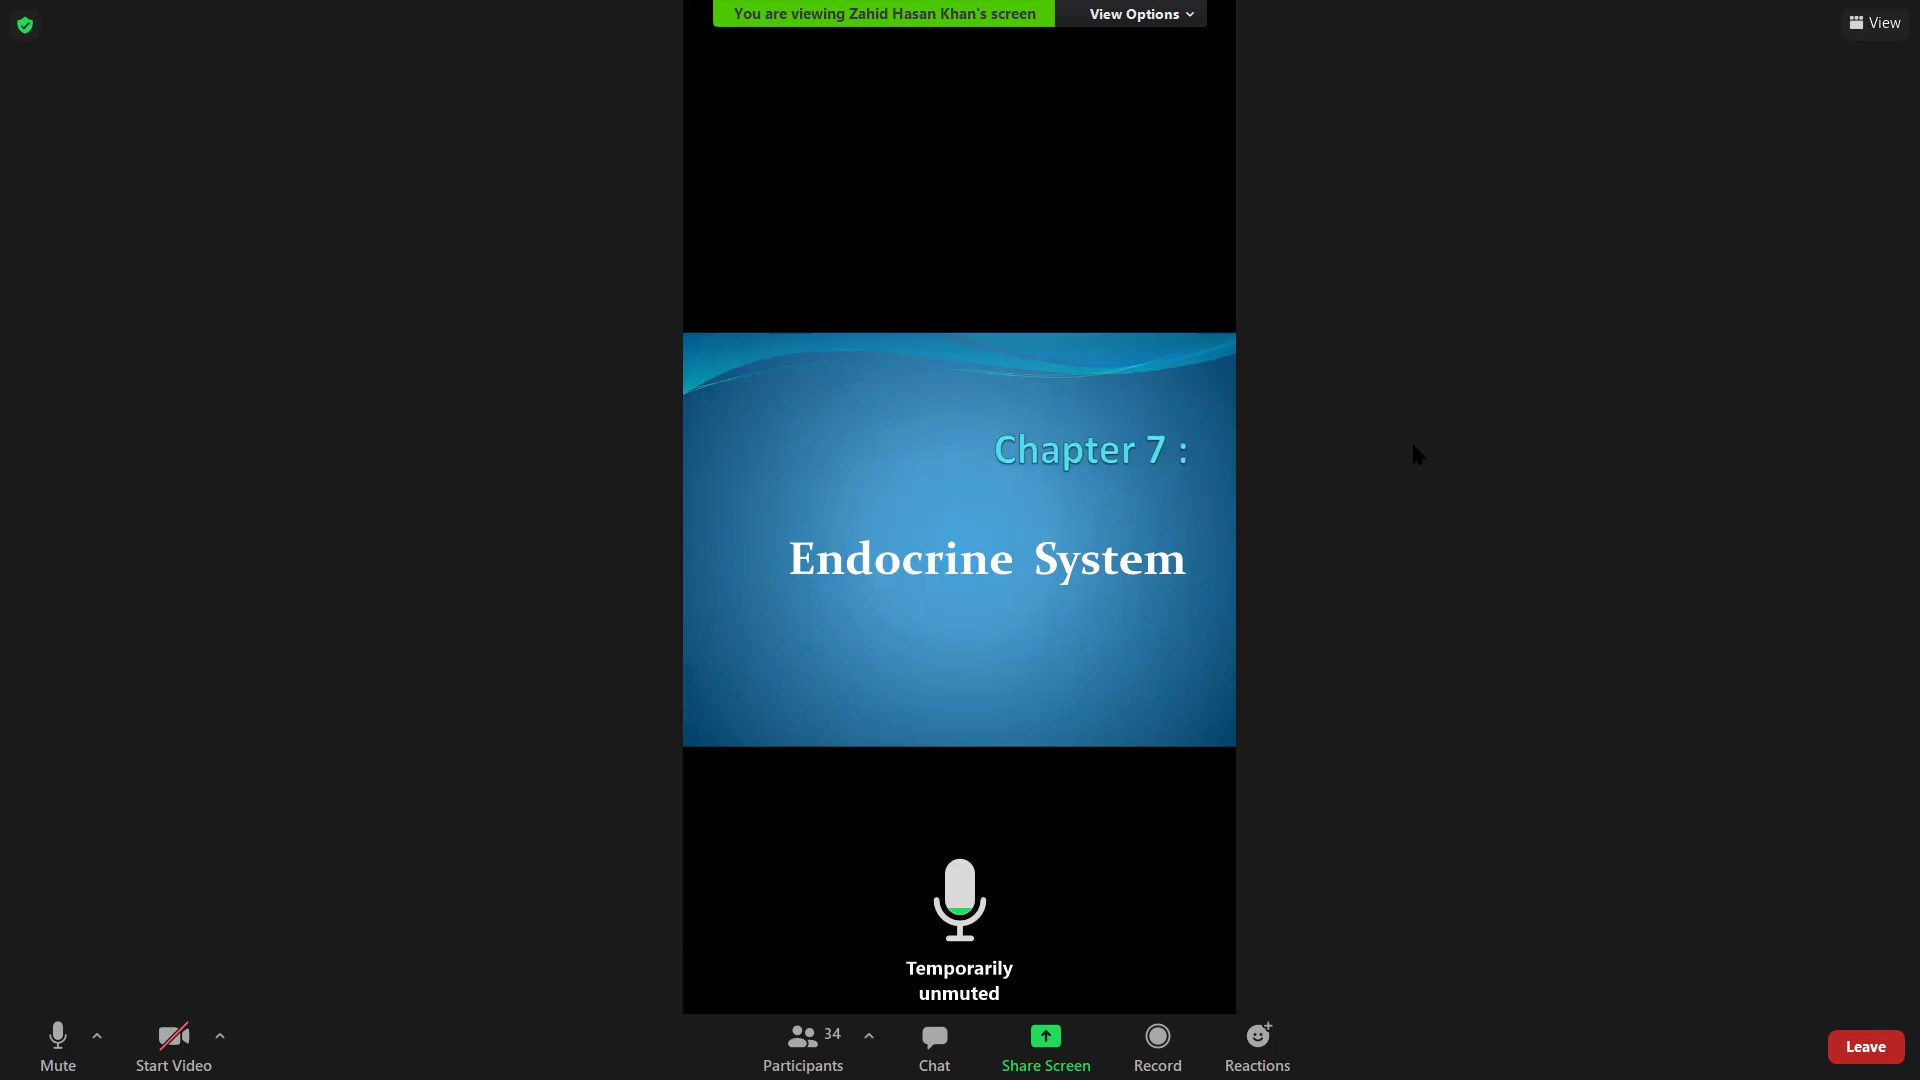 You are viewing Zahid Hasan Khan's screen
View Options
View
Chapter 7 :
Endocrine System
Temporarily
unmuted
Mute
Start Video
34
Participants
Chat
Share Screen
Record
Reactions
Leave